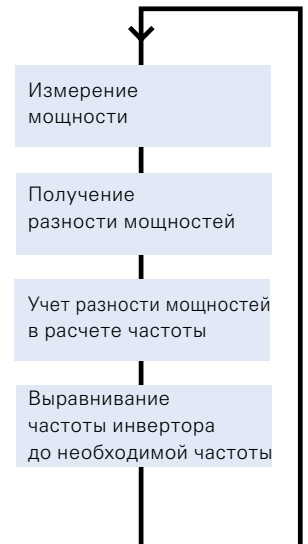 Измерение
мощности
Получение
разности мощностей
Учет разности мощностей
в расчете частоты
Выравнивание
частоты инвертора
до необходимой частоты